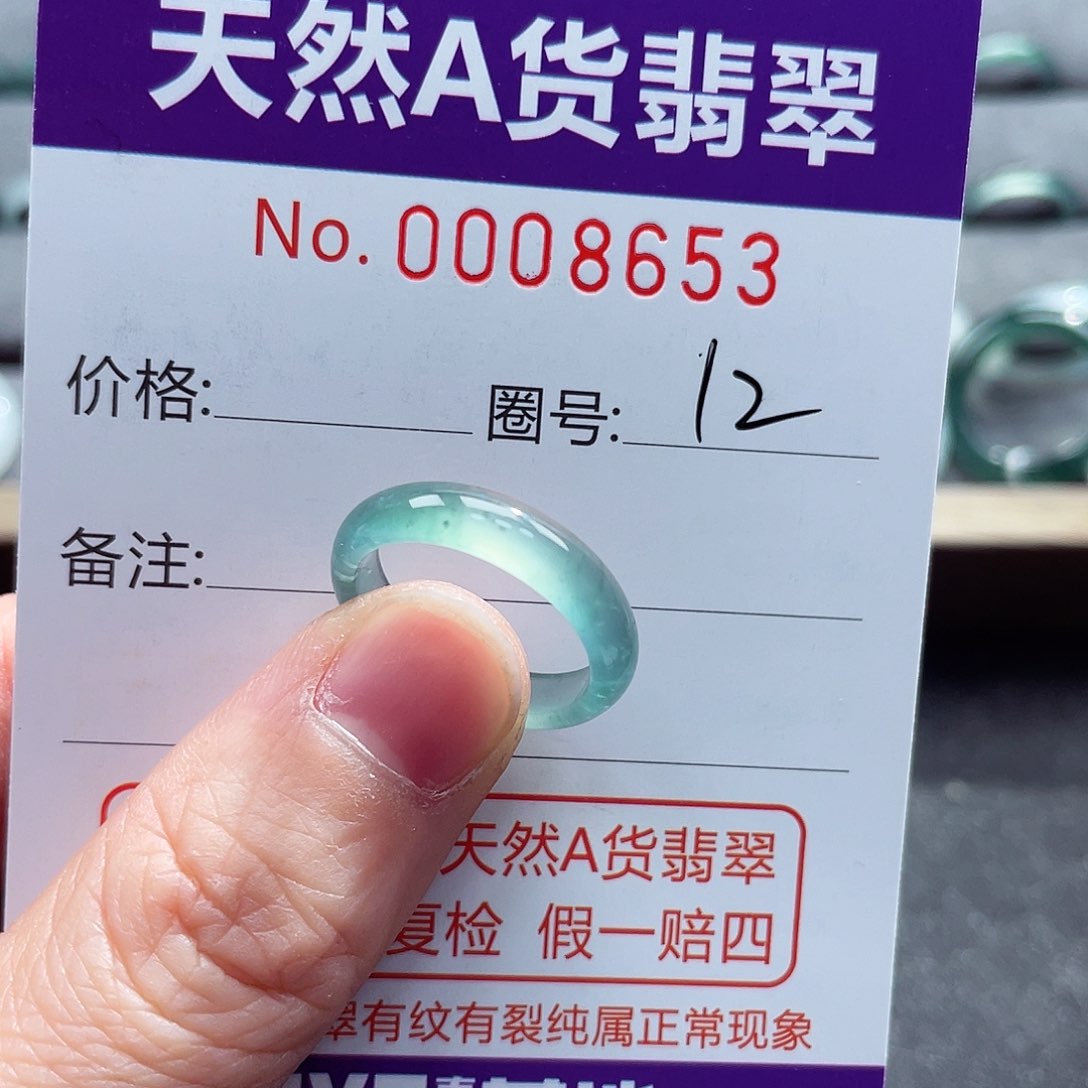 天然A货翡翠
No. 0008653
价格: 圈号: 12
备注:
天然A货翡翠
复检 假一赔四
翠有纹有裂纯属正常现象